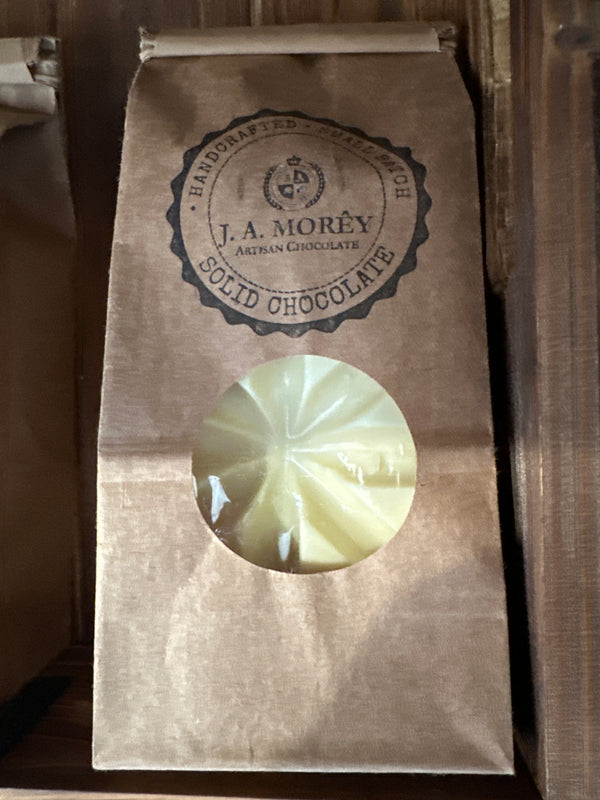 HANDCRAFTED • SMALL BATCH
J. A. MORÊY
ARTISAN CHOCOLATE
SOLID CHOCOLATE